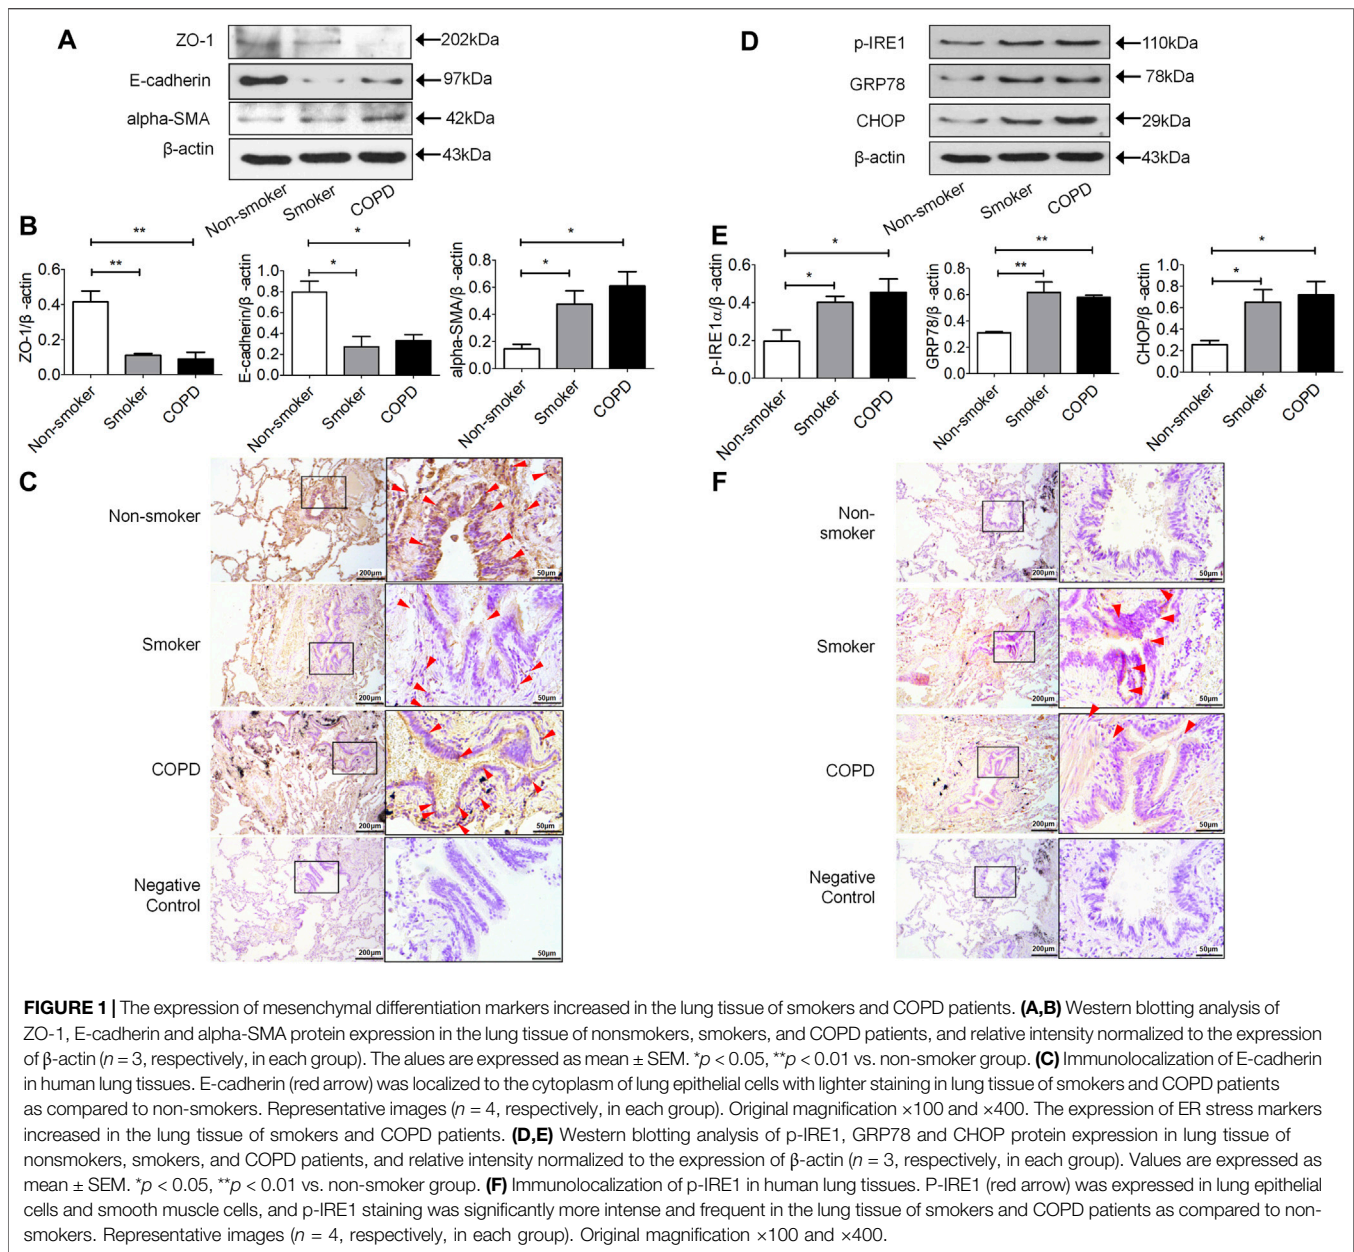 A
ZO-1
202kDa
E-cadherin
97kDa
alpha-SMA
42kDa
β-actin
43kDa
Non-smoker
Smoker
COPD
B
ZO-1/β -actin
0.6
0.4
0.2
0.0
**
**
Non-smoker
Smoker
COPD
E-cadherin/β -actin
1.0
0.8
0.6
0.4
0.2
0.0
*
*
Non-smoker
Smoker
COPD
alpha-SMA/β -actin
0.8
0.6
0.4
0.2
0.0
*
*
Non-smoker
Smoker
COPD
C
Non-smoker
200μm
50μm
Smoker
200μm
50μm
COPD
200μm
50μm
Negative
Control
200μm
50μm
D
p-IRE1
110kDa
GRP78
78kDa
CHOP
29kDa
β-actin
43kDa
Non-smoker
Smoker
COPD
E
p-IRE1α/β -actin
0.6
0.4
0.2
0.0
*
*
Non-smoker
Smoker
COPD
GRP78/β -actin
0.8
0.6
0.4
0.2
0.0
**
**
Non-smoker
Smoker
COPD
CHOP/β -actin
1.0
0.8
0.6
0.4
0.2
0.0
*
*
Non-smoker
Smoker
COPD
F
Non-
smoker
200μm
50μm
Smoker
200μm
50μm
COPD
200μm
50μm
Negative
Control
200μm
50μm
FIGURE 1 | The expression of mesenchymal differentiation markers increased in the lung tissue of smokers and COPD patients. (A,B) Western blotting analysis of
ZO-1, E-cadherin and alpha-SMA protein expression in the lung tissue of nonsmokers, smokers, and COPD patients, and relative intensity normalized to the expression
of β-actin (n = 3, respectively, in each group). The alues are expressed as mean ± SEM. *p < 0.05, **p < 0.01 vs. non-smoker group. (C) Immunolocalization of E-cadherin
in human lung tissues. E-cadherin (red arrow) was localized to the cytoplasm of lung epithelial cells with lighter staining in lung tissue of smokers and COPD patients
as compared to non-smokers. Representative images (n = 4, respectively, in each group). Original magnification ×100 and ×400. The expression of ER stress markers
increased in the lung tissue of smokers and COPD patients. (D,E) Western blotting analysis of p-IRE1, GRP78 and CHOP protein expression in lung tissue of
nonsmokers, smokers, and COPD patients, and relative intensity normalized to the expression of β-actin (n = 3, respectively, in each group). Values are expressed as
mean ± SEM. *p < 0.05, **p < 0.01 vs. non-smoker group. (F) Immunolocalization of p-IRE1 in human lung tissues. P-IRE1 (red arrow) was expressed in lung epithelial
cells and smooth muscle cells, and p-IRE1 staining was significantly more intense and frequent in the lung tissue of smokers and COPD patients as compared to non-
smokers. Representative images (n = 4, respectively, in each group). Original magnification ×100 and ×400.